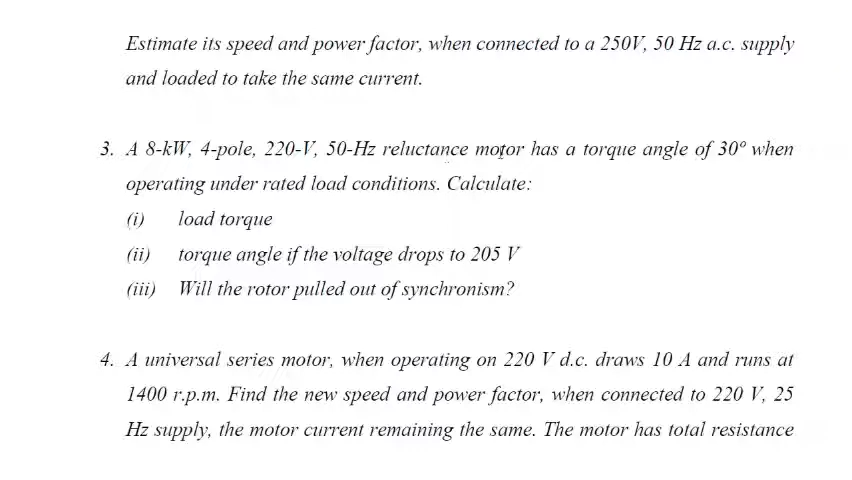 Estimate its speed and power factor, when connected to a 250V, 50 Hz a.c. supply
and loaded to take the same current.
3. A 8-kW, 4-pole, 220-V, 50-Hz reluctance motor has a torque angle of 30º when
operating under rated load conditions. Calculate:
(i) load torque
(ii) torque angle if the voltage drops to 205 V
(iii) Will the rotor pulled out of synchronism?
4. A universal series motor, when operating on 220 V d.c. draws 10 A and runs at
1400 r.p.m. Find the new speed and power factor, when connected to 220 V, 25
Hz supply, the motor current remaining the same. The motor has total resistance